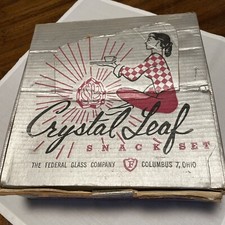 Crystal Leaf
SNACK SET
THE FEDERAL GLASS COMPANY F COLUMBUS 7, OHIO